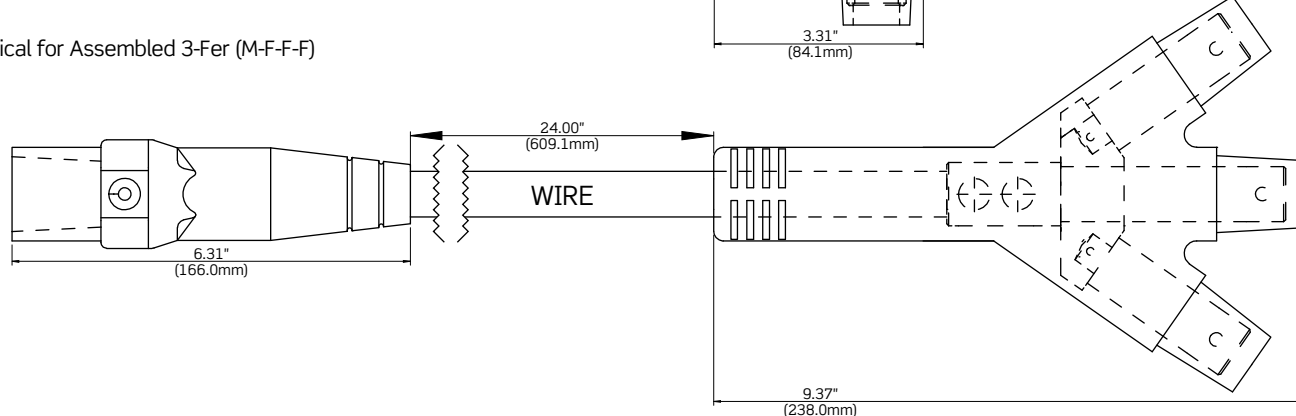 3.31"
(84.1mm)
ical for Assembled 3-Fer (M-F-F-F)
24.00"
(609.1mm)
WIRE
6.31"
(166.0mm)
9.37"
(238.0mm)